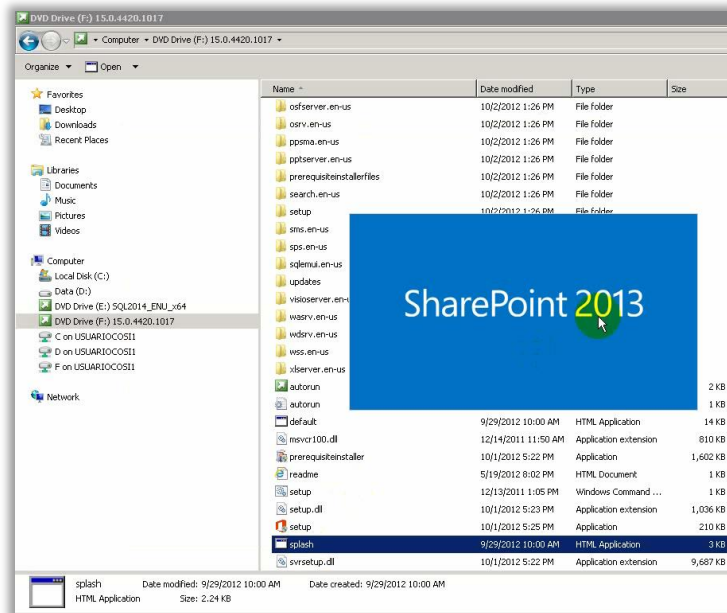 DVD Drive (F:) 15.0.4420.1017
Computer DVD Drive (F:) 15.0.4420.1017
Organize Open
Favorites
Desktop
Downloads
Recent Places
Libraries
Documents
Music
Pictures
Videos
Computer
Local Disk (C:)
Data (D:)
DVD Drive (E:) SQL2014_ENU_x64
DVD Drive (F:) 15.0.4420.1017
C on USUARIOCOSI1
D on USUARIOCOSI1
F on USUARIOCOSI1
Network
Name Date modified Type Size
osfserver.en-us 10/2/2012 1:26 PM File folder
osrv.en-us 10/2/2012 1:26 PM File folder
ppsma.en-us 10/2/2012 1:26 PM File folder
pptserver.en-us 10/2/2012 1:26 PM File folder
prerequisiteinstallerfiles 10/2/2012 1:26 PM File folder
search.en-us 10/2/2012 1:26 PM File folder
setup 10/2/2012 1:26 PM File folder
sms.en-us
sps.en-us
sqlemui.en-us
updates
visioserver.en-u
wasrv.en-us
wdsrv.en-us
wss.en-us
xlserver.en-us
SharePoint 2013
autorun 2 KB
autorun 1 KB
default 9/29/2012 10:00 AM HTML Application 14 KB
msvcr100.dll 12/14/2011 11:50 AM Application extension 810 KB
prerequisiteinstaller 10/1/2012 5:22 PM Application 1,602 KB
readme 5/19/2012 8:02 PM HTML Document 1 KB
setup 12/13/2011 1:05 PM Windows Command ... 1 KB
setup.dll 10/1/2012 5:23 PM Application extension 1,036 KB
setup 10/1/2012 5:25 PM Application 210 KB
splash 9/29/2012 10:00 AM HTML Application 3 KB
svrsetup.dll 10/1/2012 5:22 PM Application extension 9,687 KB
splash Date modified: 9/29/2012 10:00 AM Date created: 9/29/2012 10:00 AM
HTML Application Size: 2.24 KB